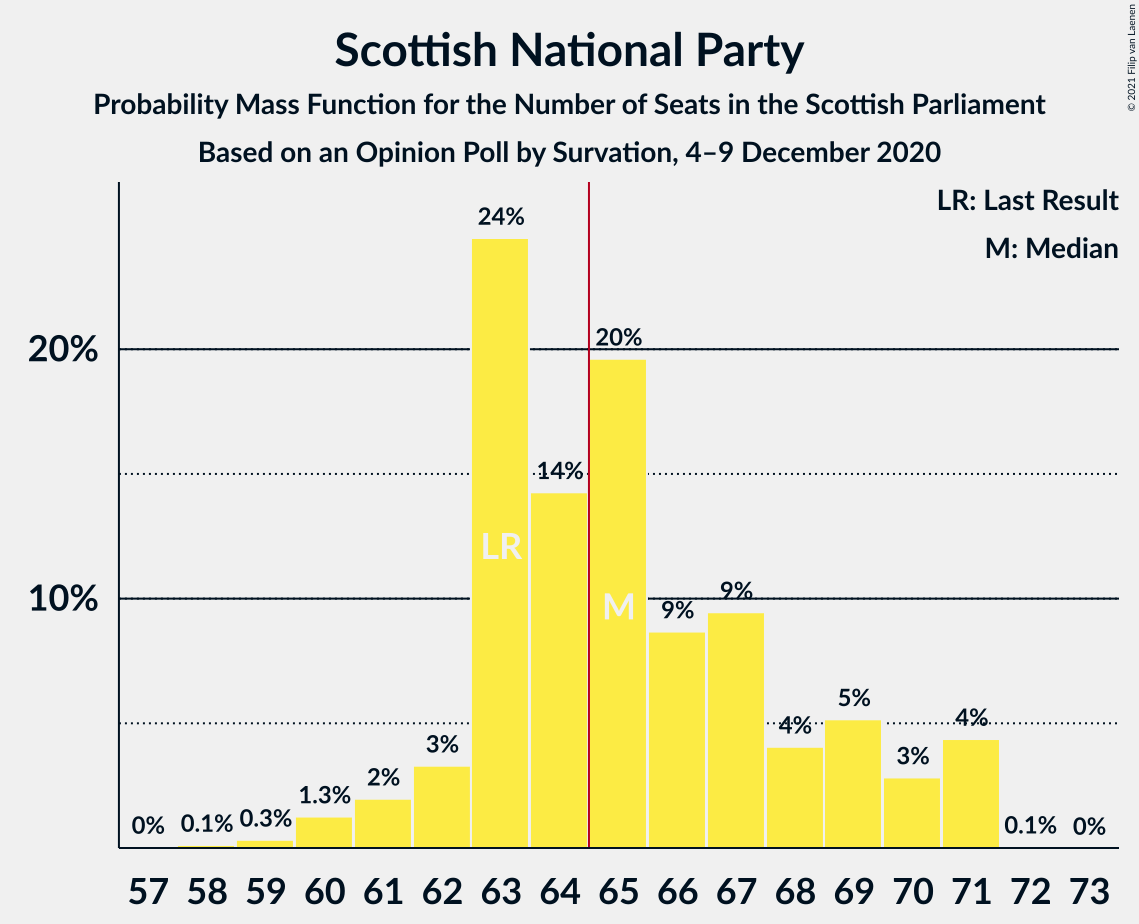 Scottish National Party
Probability Mass Function for the Number of Seats in the Scottish Parliament
Based on an Opinion Poll by Survation, 4–9 December 2020
© 2021 Filip van Laenen
LR: Last Result
M: Median
20%
10%
0%
0.1%
0.3%
1.3%
2%
3%
24%
14%
20%
9%
9%
4%
5%
3%
4%
0.1%
0%
LR
M
57 58 59 60 61 62 63 64 65 66 67 68 69 70 71 72 73